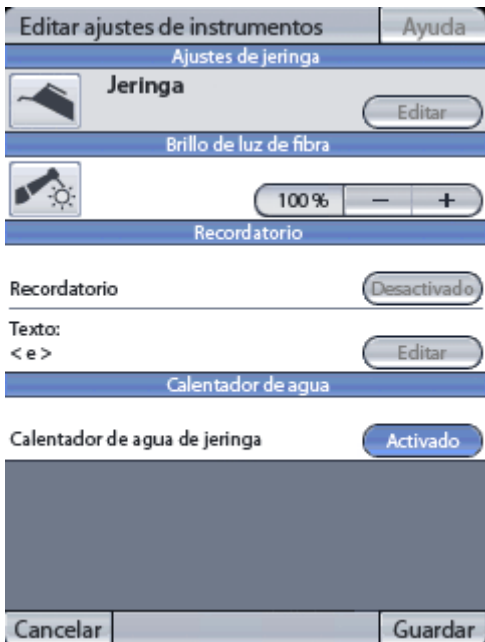 Editar ajustes de instrumentos Ayuda
Ajustes de jeringa
Jeringa
Editar
Brillo de luz de fibra
100 % − +
Recordatorio
Recordatorio Desactivado
Texto:
< e > Editar
Calentador de agua
Calentador de agua de jeringa Activado
Cancelar Guardar